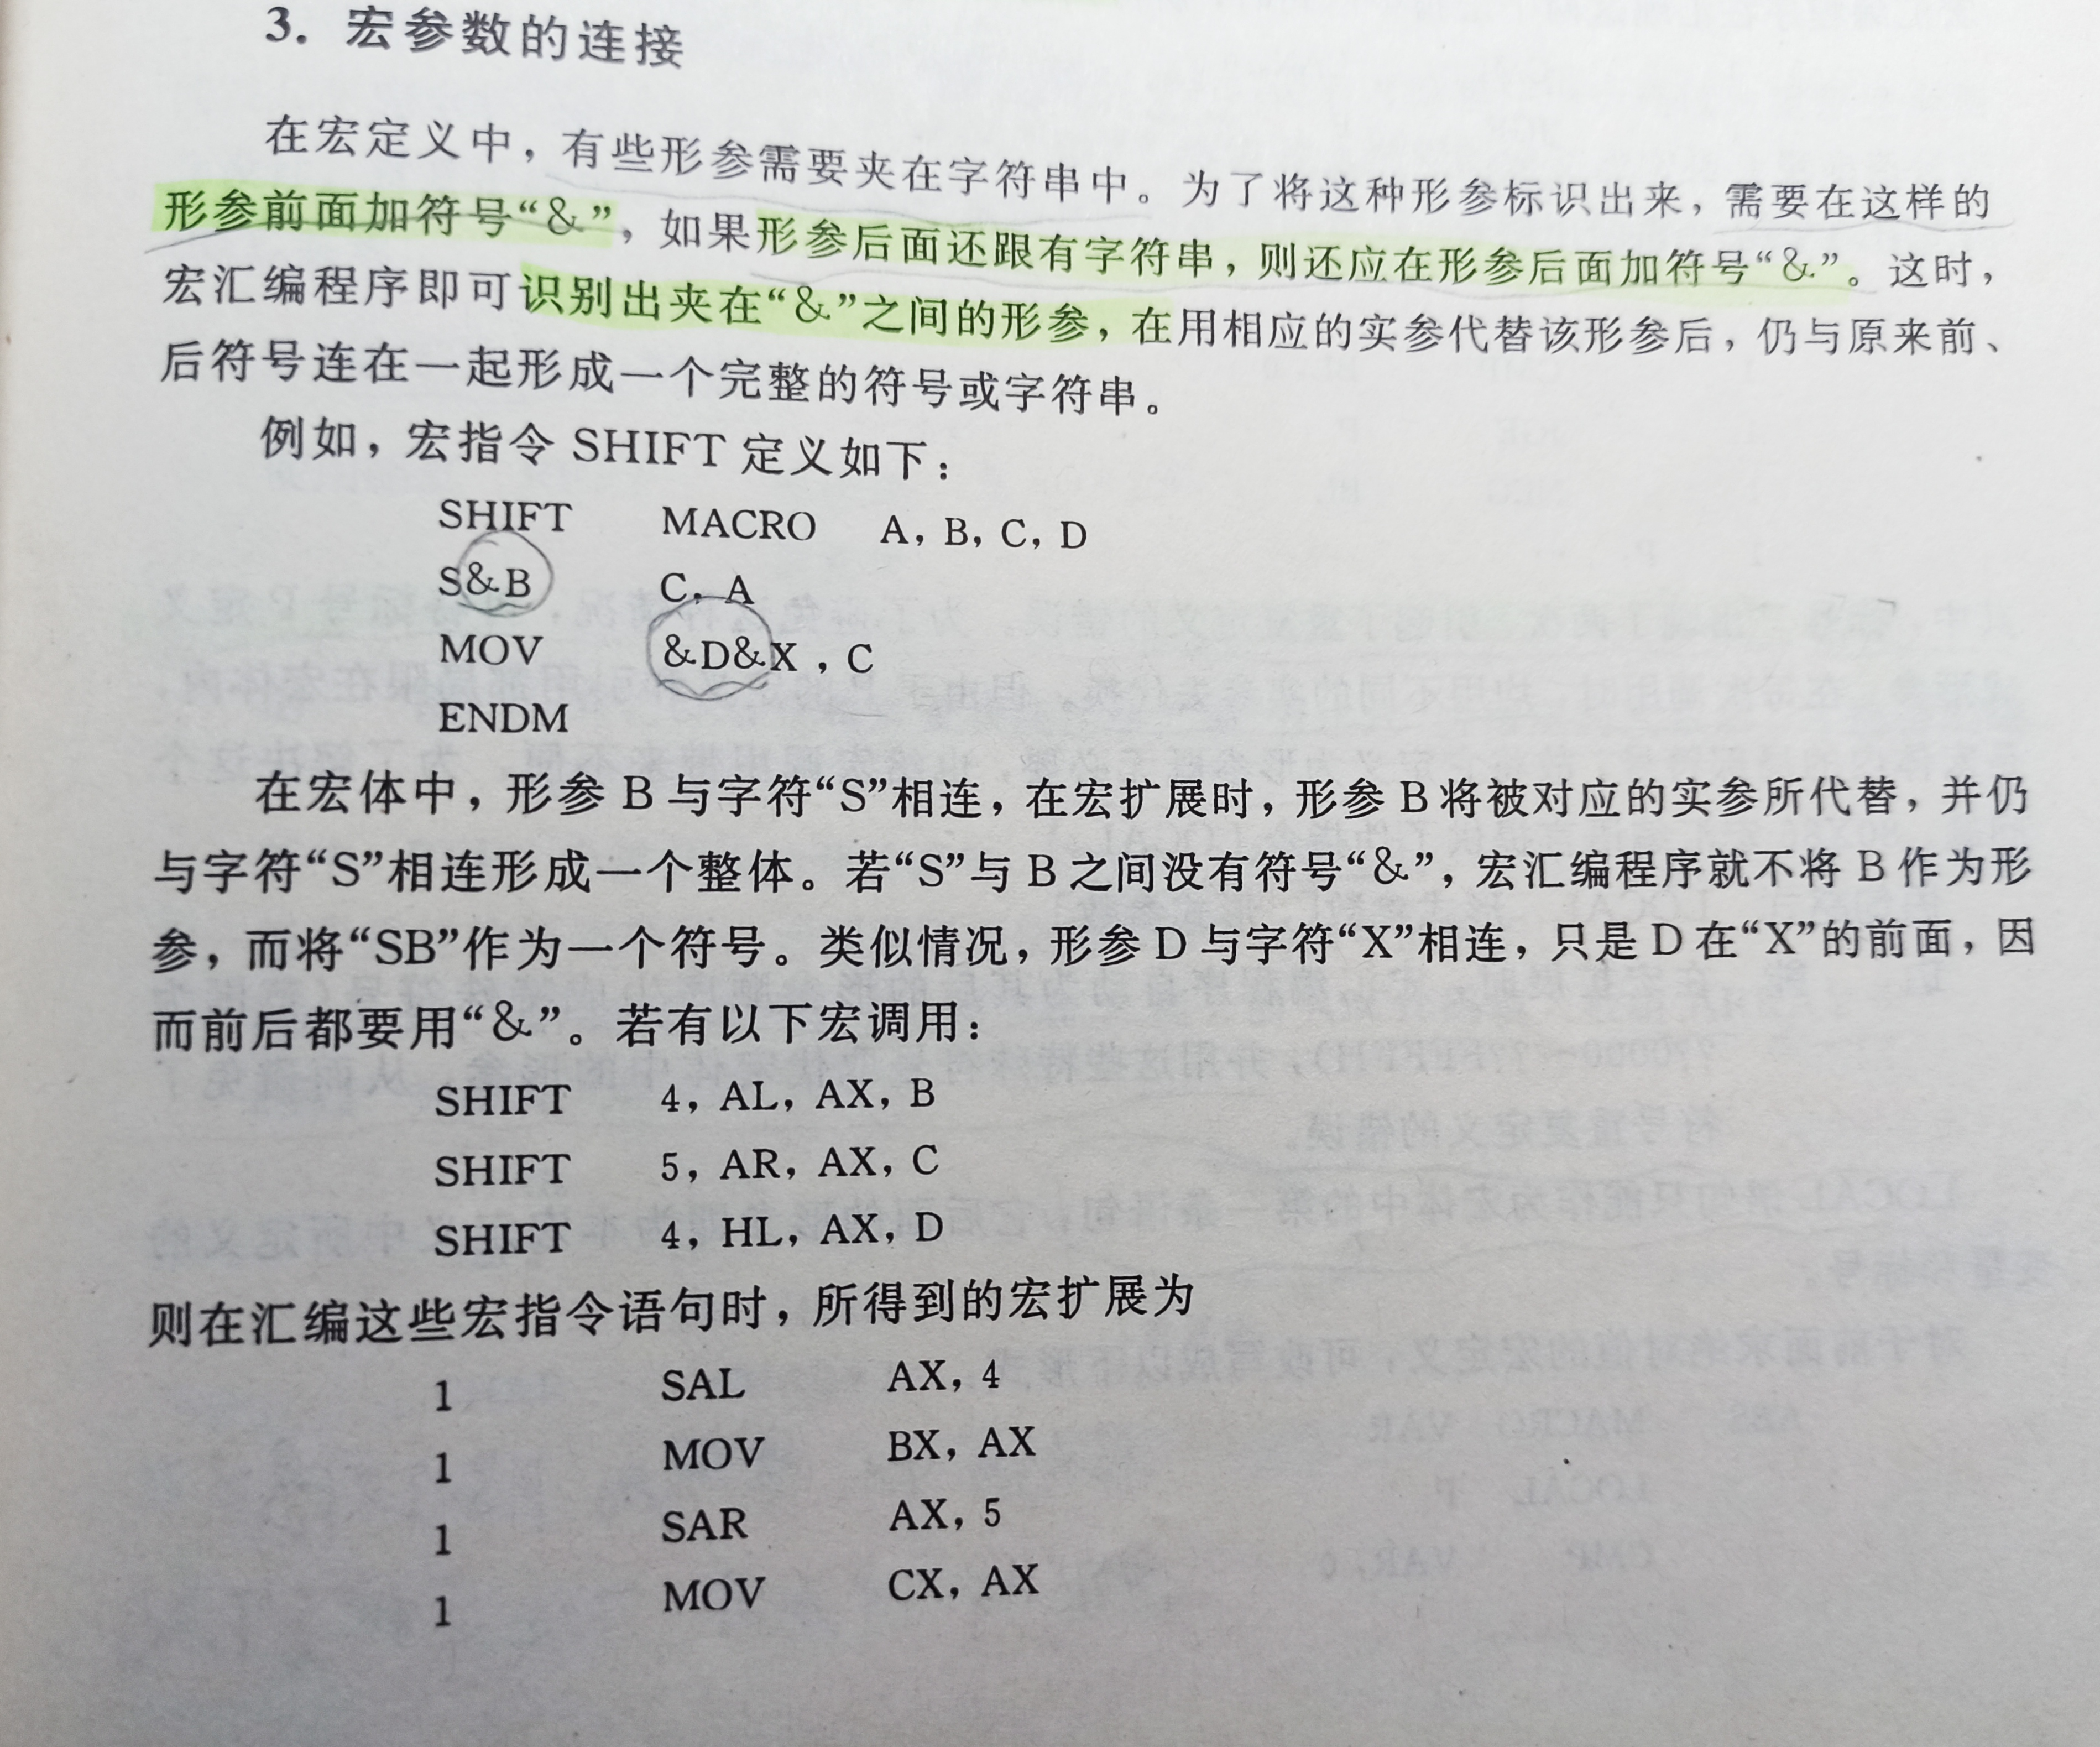 3. 宏参数的连接
在宏定义中，有些形参需要夹在字符串中。为了将这种形参标识出来，需要在这样的
形参前面加符号“&”，如果形参后面还跟有字符串，则还应在形参后面加符号“&”。这时，
宏汇编程序即可识别出夹在“&”之间的形参，在用相应的实参代替该形参后，仍与原来前、
后符号连在一起形成一个完整的符号或字符串。
例如，宏指令 SHIFT 定义如下：
SHIFT MACRO A，B，C，D
S&B C，A
MOV &D&X，C
ENDM
在宏体中，形参 B 与字符“S”相连，在宏扩展时，形参 B 将被对应的实参所代替，并仍
与字符“S”相连形成一个整体。若“S”与 B 之间没有符号“&”，宏汇编程序就不将 B 作为形
参，而将“SB”作为一个符号。类似情况，形参 D 与字符“X”相连，只是 D 在“X”的前面，因
而前后都要用“&”。若有以下宏调用：
SHIFT 4，AL，AX，B
SHIFT 5，AR，AX，C
SHIFT 4，HL，AX，D
则在汇编这些宏指令语句时，所得到的宏扩展为
1 SAL AX，4
1 MOV BX，AX
1 SAR AX，5
1 MOV CX，AX